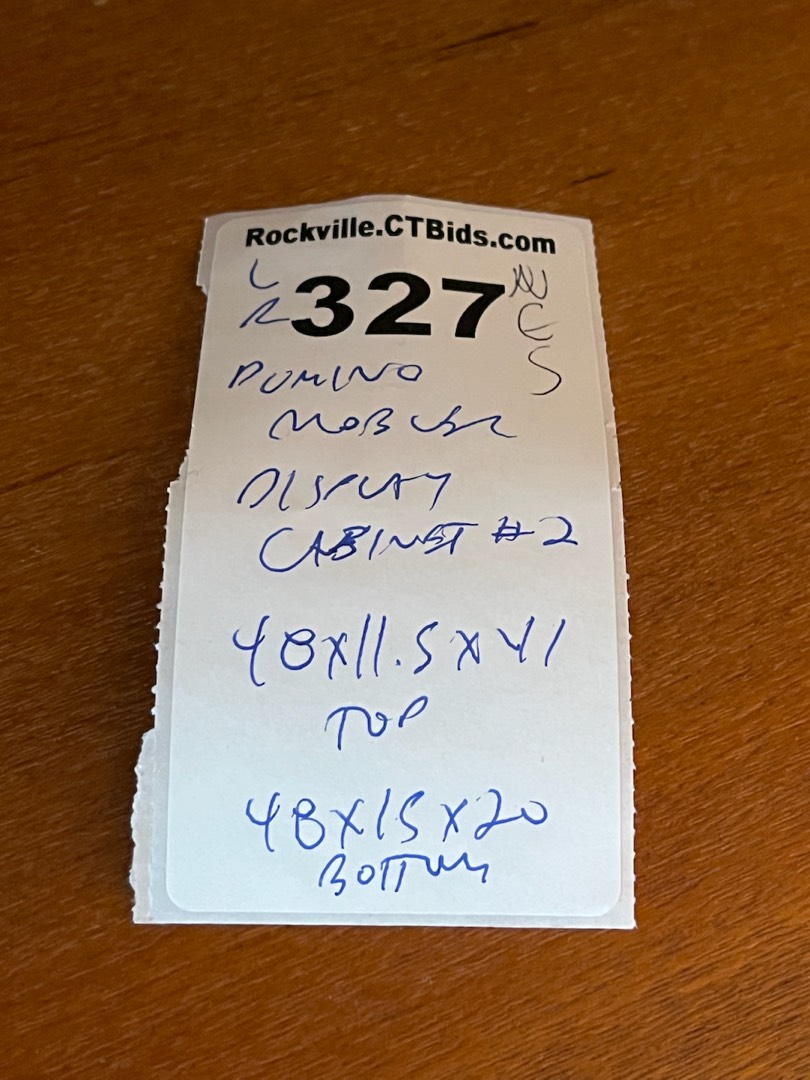 Rockville.CTBids.com
L
R
327
N
E
S
DOMINO
MOBLER
DISPLAY
CABINET #2
48x11.5x41
TOP
48x15x20
BOTTOM